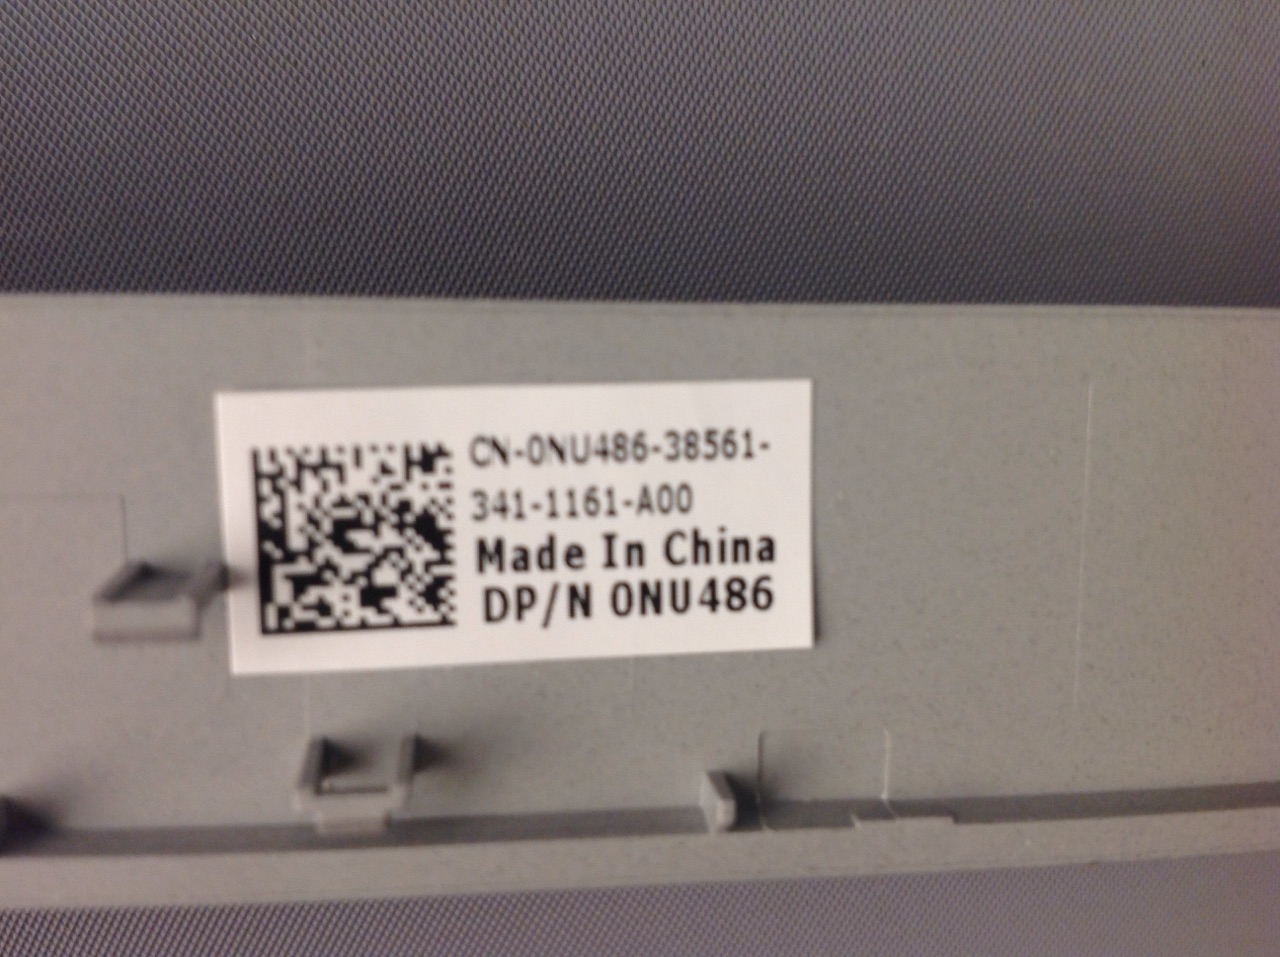 CN-0NU486-38561-
341-1161-A00
Made In China
DP/N 0NU486